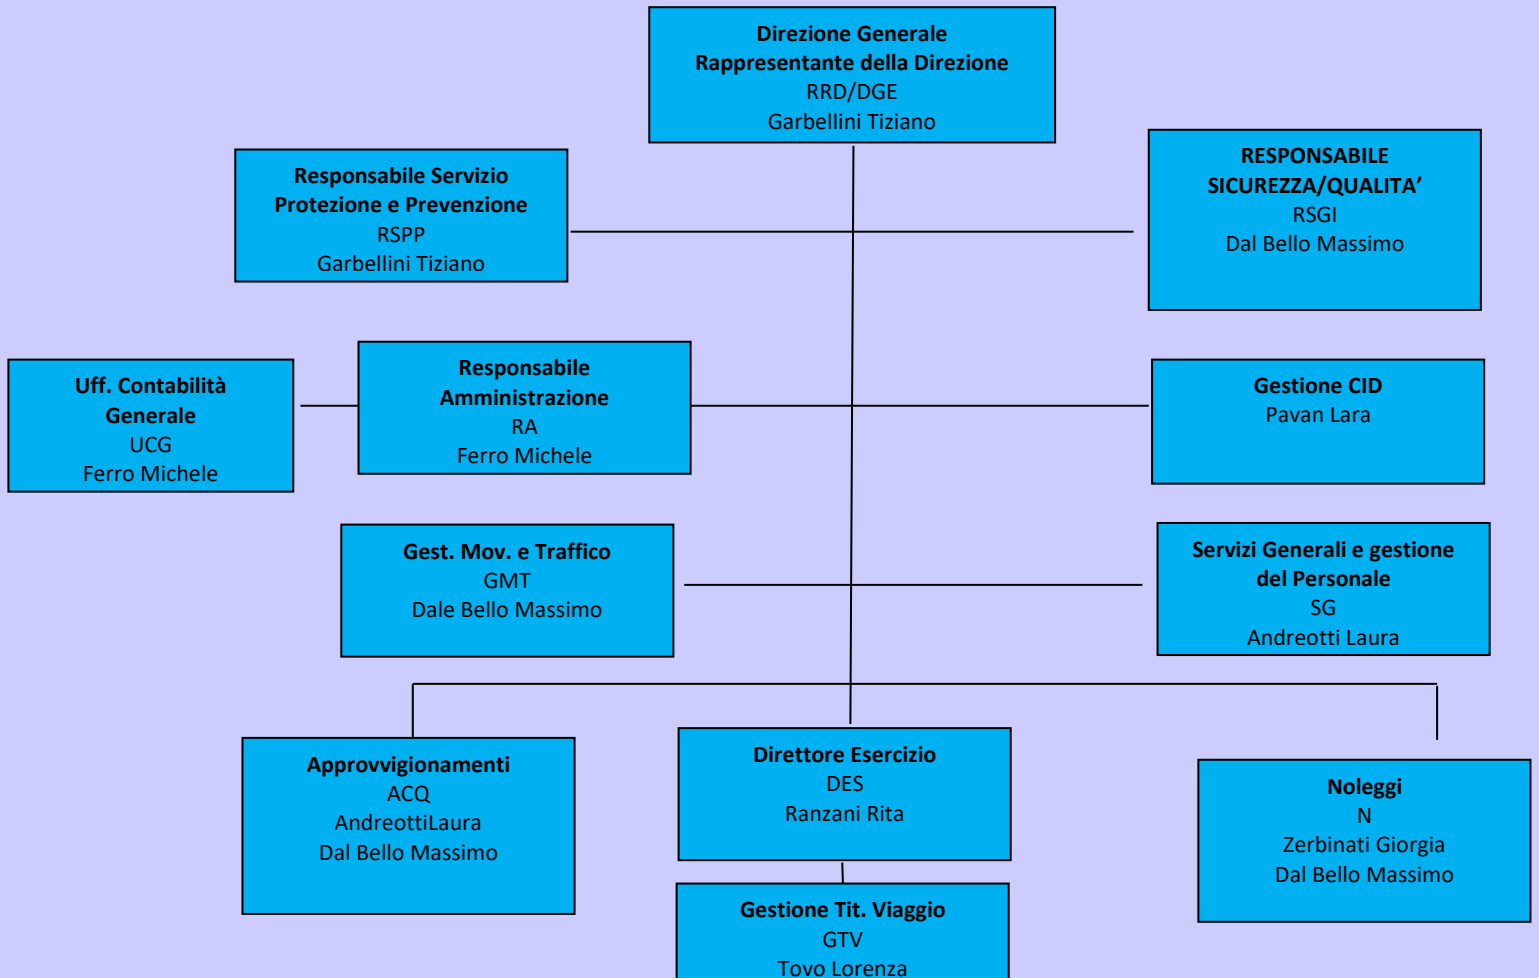 Direzione Generale
Rappresentante della Direzione
RRD/DGE
Garbellini Tiziano
Responsabile Servizio
Protezione e Prevenzione
RSPP
Garbellini Tiziano
RESPONSABILE
SICUREZZA/QUALITA’
RSGI
Dal Bello Massimo
Uff. Contabilità
Generale
UCG
Ferro Michele
Responsabile
Amministrazione
RA
Ferro Michele
Gestione CID
Pavan Lara
Gest. Mov. e Traffico
GMT
Dale Bello Massimo
Servizi Generali e gestione
del Personale
SG
Andreotti Laura
Approvvigionamenti
ACQ
AndreottiLaura
Dal Bello Massimo
Direttore Esercizio
DES
Ranzani Rita
Noleggi
N
Zerbinati Giorgia
Dal Bello Massimo
Gestione Tit. Viaggio
GTV
Tovo Lorenza